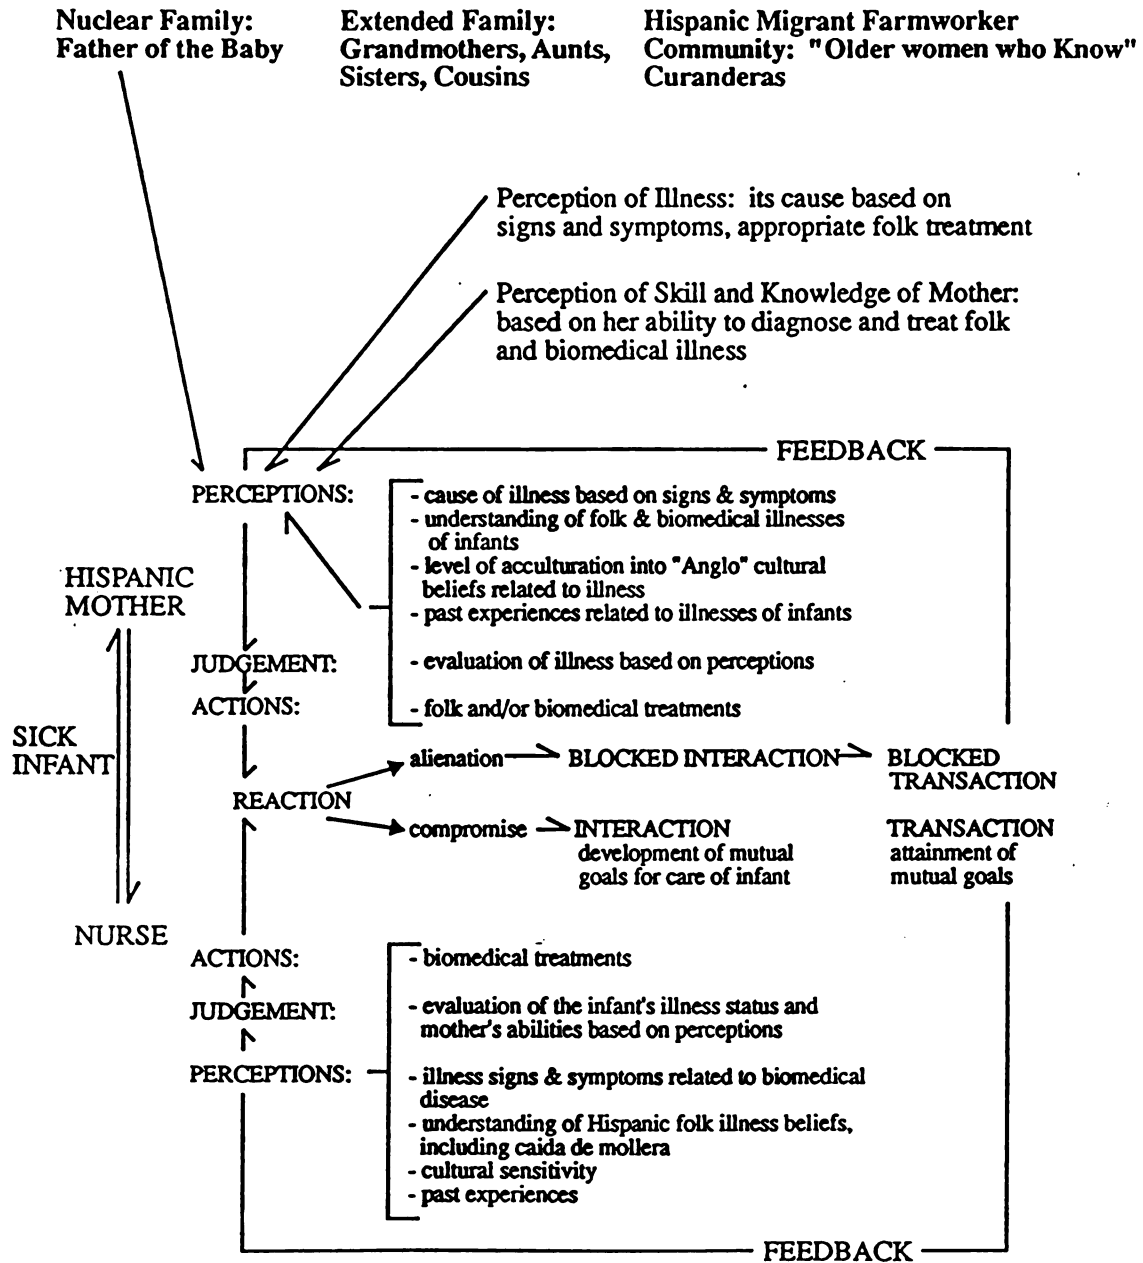 Nuclear Family:
Father of the Baby
Extended Family:
Grandmothers, Aunts,
Sisters, Cousins
Hispanic Migrant Farmworker
Community: "Older women who Know"
Curanderas
Perception of Illness: its cause based on
signs and symptoms, appropriate folk treatment
Perception of Skill and Knowledge of Mother:
based on her ability to diagnose and treat folk
and biomedical illness
FEEDBACK
PERCEPTIONS:
- cause of illness based on signs & symptoms
- understanding of folk & biomedical illnesses
of infants
- level of acculturation into "Anglo" cultural
beliefs related to illness
- past experiences related to illnesses of infants
HISPANIC
MOTHER
JUDGEMENT:
- evaluation of illness based on perceptions
ACTIONS:
- folk and/or biomedical treatments
SICK
INFANT
REACTION
alienation
BLOCKED INTERACTION
BLOCKED
TRANSACTION
compromise
INTERACTION
development of mutual
goals for care of infant
TRANSACTION
attainment of
mutual goals
NURSE
ACTIONS:
- biomedical treatments
JUDGEMENT:
- evaluation of the infant's illness status and
mother's abilities based on perceptions
PERCEPTIONS:
- illness signs & symptoms related to biomedical
disease
- understanding of Hispanic folk illness beliefs,
including caida de mollera
- cultural sensitivity
- past experiences
FEEDBACK